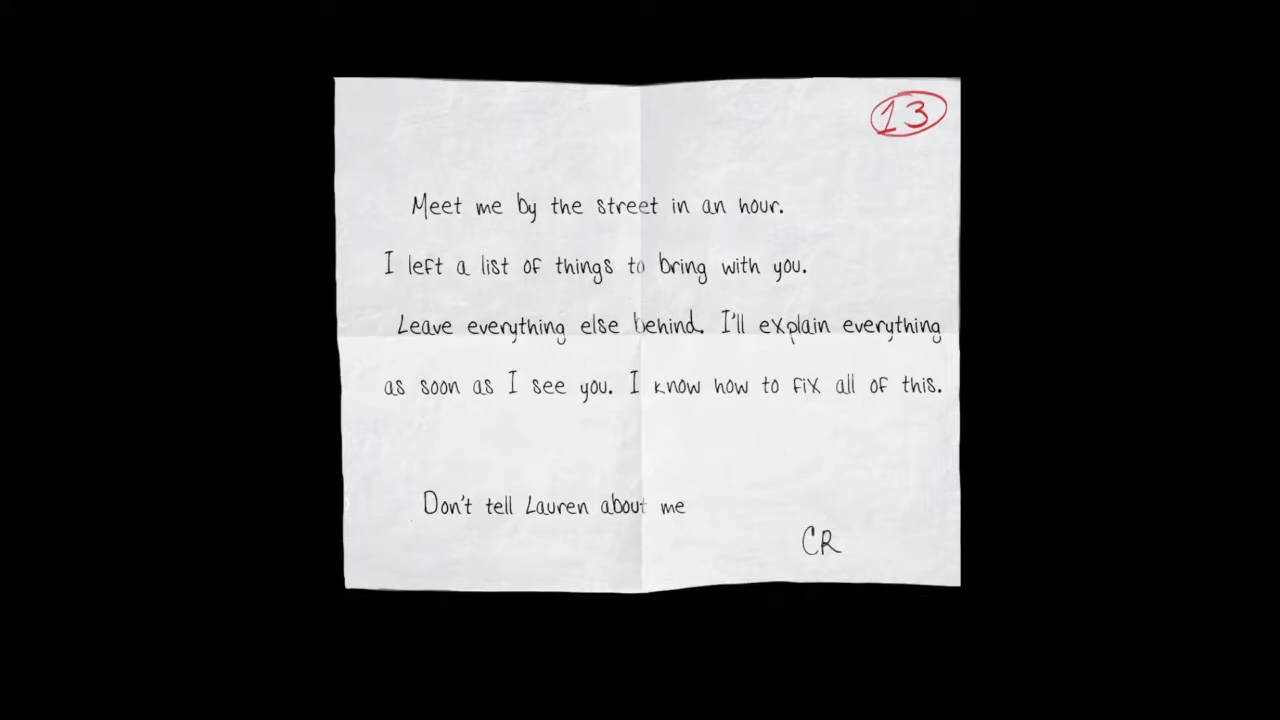 13
Meet me by the street in an hour.
I left a list of things to bring with you.
Leave everything else behind. I'll explain everything
as soon as I see you. I know how to fix all of this.
Don't tell Lauren about me
CR